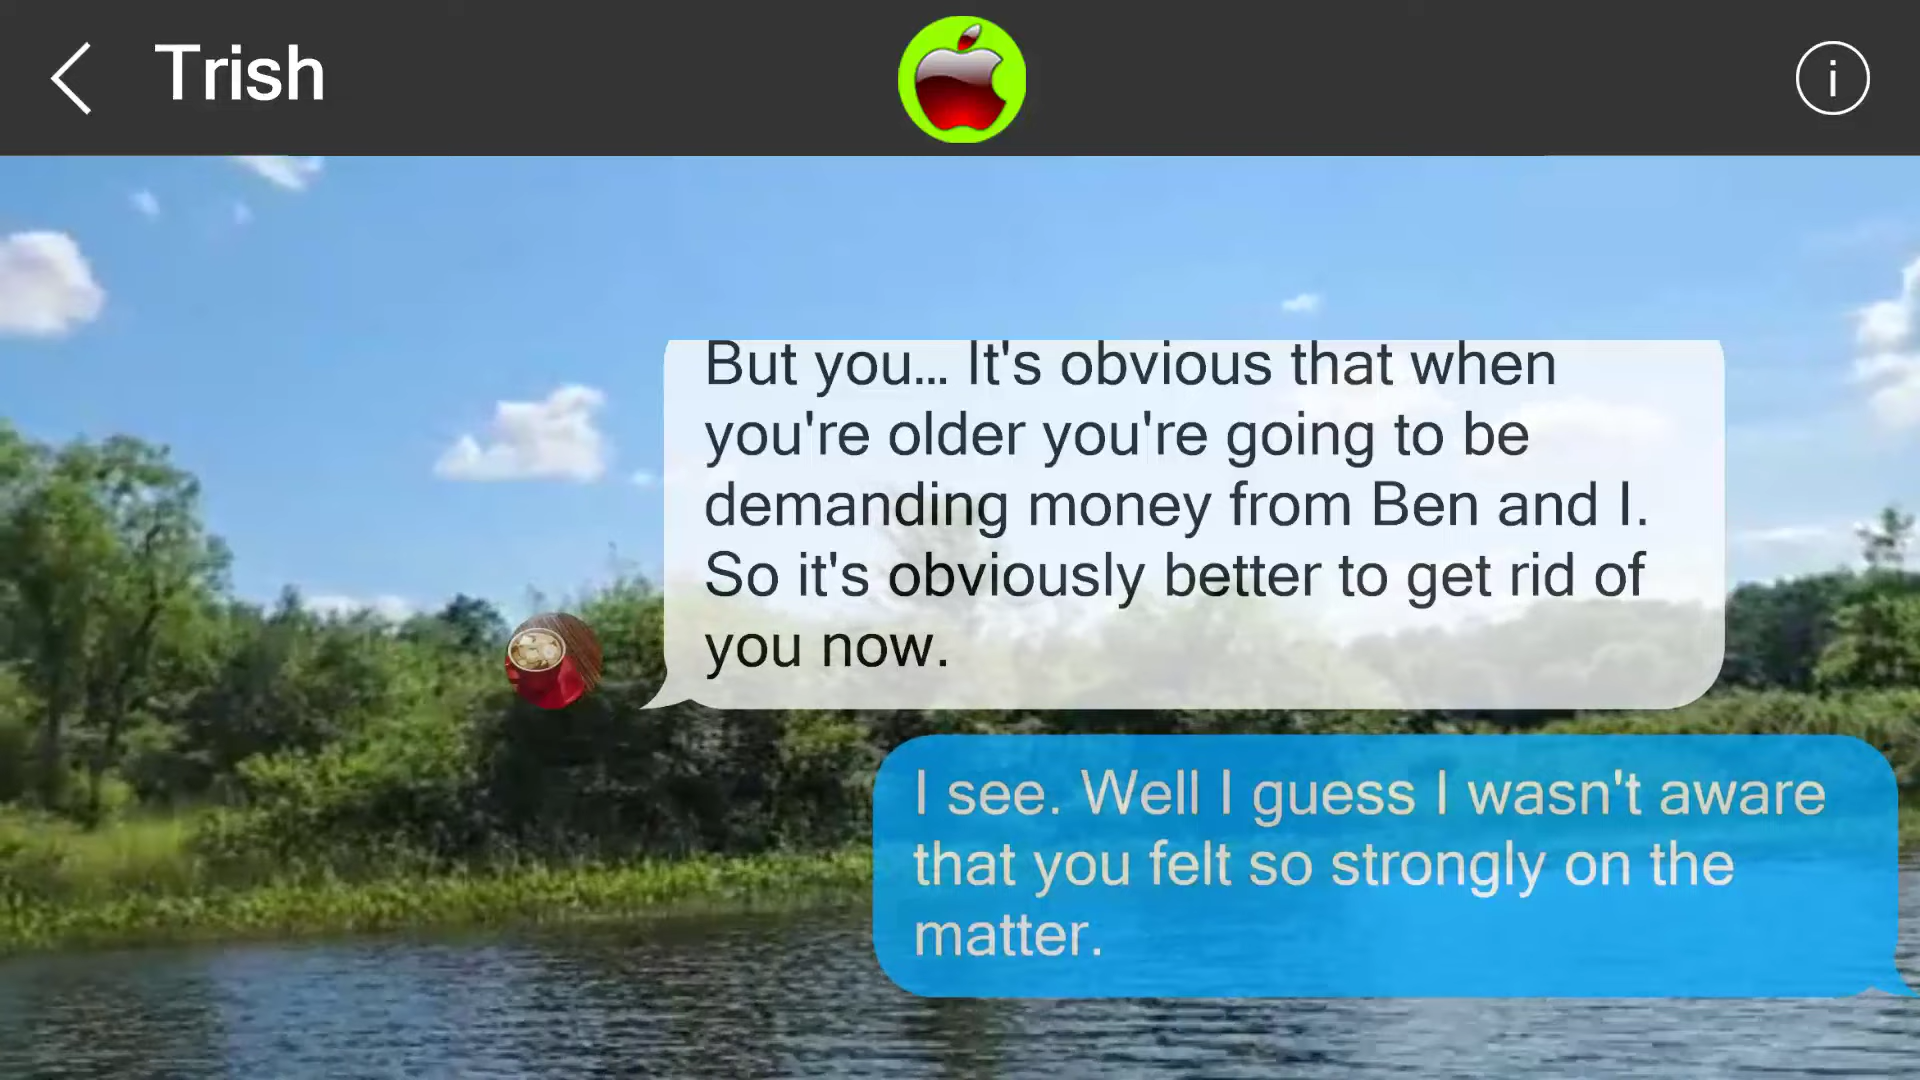 Trish
i
But you... It's obvious that when
you're older you're going to be
demanding money from Ben and I.
So it's obviously better to get rid of
you now.
I see. Well I guess I wasn't aware
that you felt so strongly on the
matter.